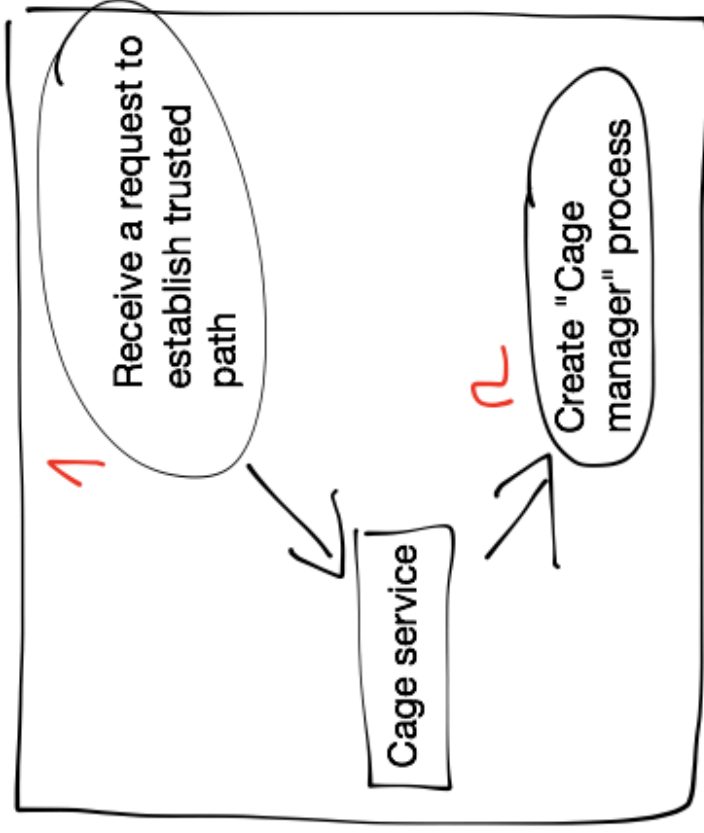 1
Receive a request to
establish trusted
path
Cage service
2
Create "Cage
manager" process